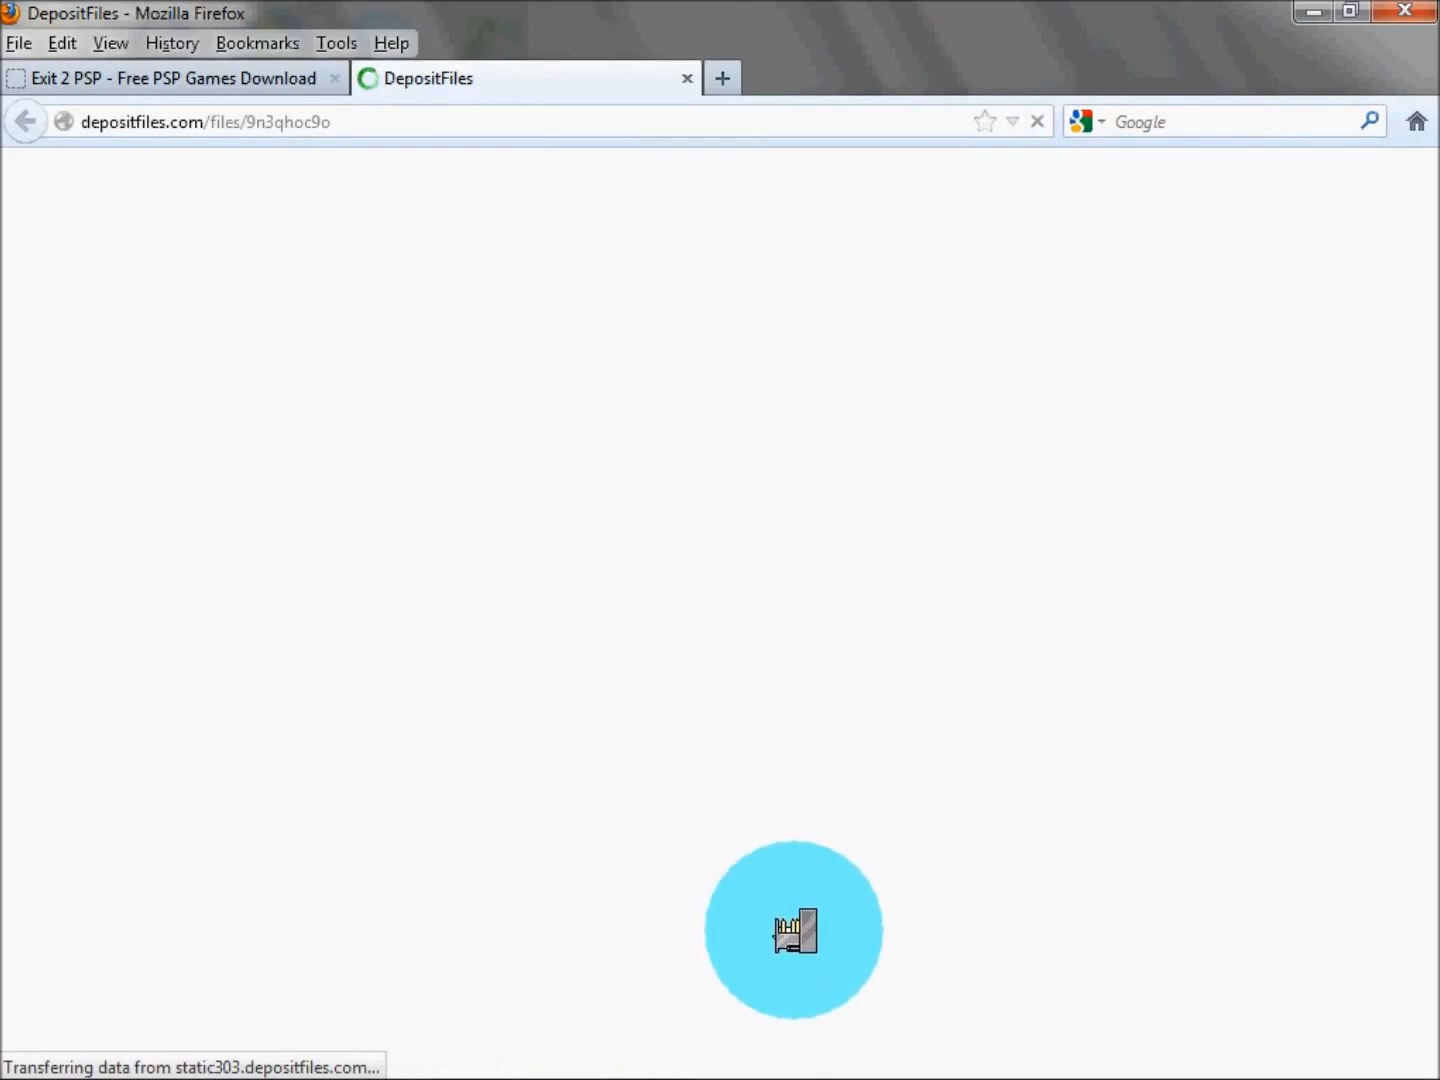 DepositFiles - Mozilla Firefox
File Edit View History Bookmarks Tools Help
Exit 2 PSP - Free PSP Games Download
DepositFiles
depositfiles.com/files/9n3qhoc9o
Google
Transferring data from static303.depositfiles.com...